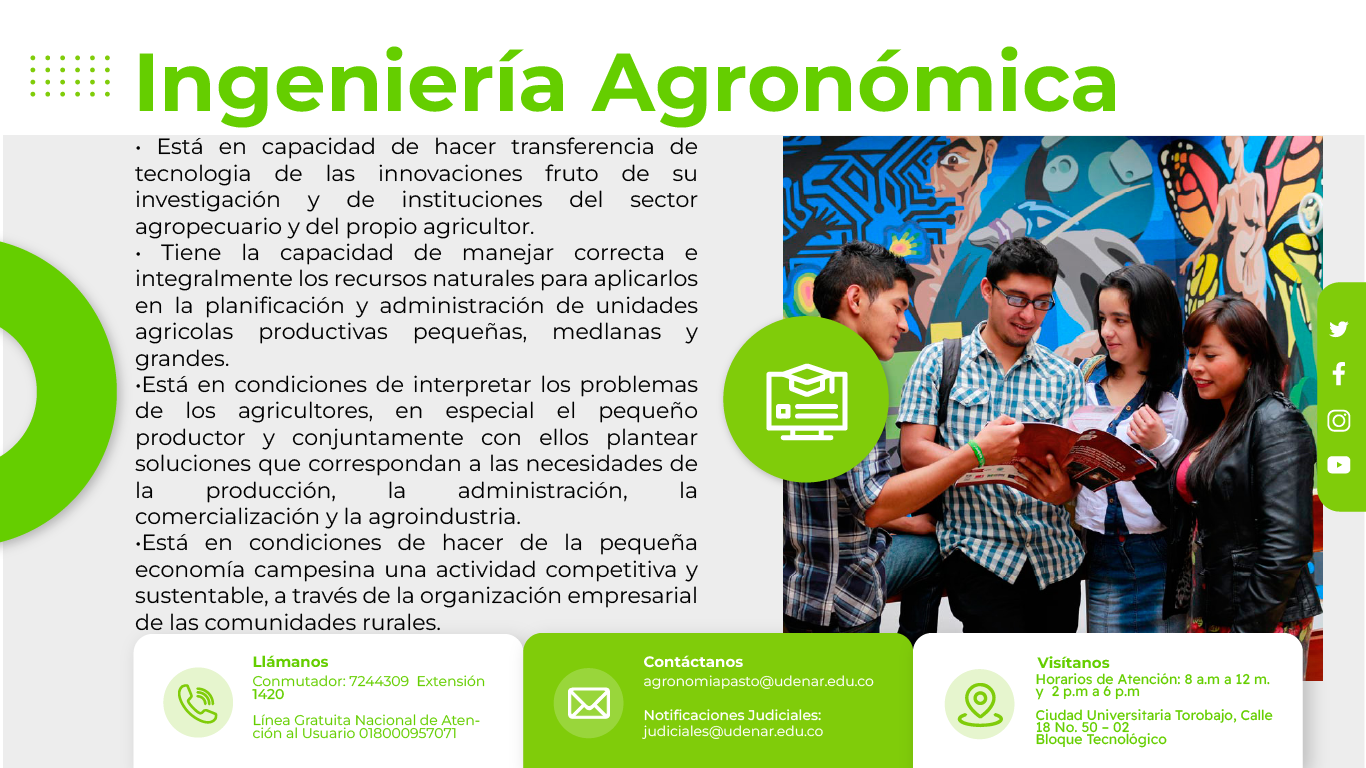 Ingeniería Agronómica
• Está en capacidad de hacer transferencia de
tecnologia de las innovaciones fruto de su
investigación y de instituciones del sector
agropecuario y del propio agricultor.
• Tiene la capacidad de manejar correcta e
integralmente los recursos naturales para aplicarlos
en la planificación y administración de unidades
agricolas productivas pequeñas, medlanas y
grandes.
•Está en condiciones de interpretar los problemas
de los agricultores, en especial el pequeño
productor y conjuntamente con ellos plantear
soluciones que correspondan a las necesidades de
la producción, la administración, la
comercialización y la agroindustria.
•Está en condiciones de hacer de la pequeña
economía campesina una actividad competitiva y
sustentable, a través de la organización empresarial
de las comunidades rurales.
Llámanos
Conmutador: 7244309 Extensión
1420
Línea Gratuita Nacional de Aten-
ción al Usuario 018000957071
Contáctanos
agronomiapasto@udenar.edu.co
Notificaciones Judiciales:
judiciales@udenar.edu.co
Visítanos
Horarios de Atención: 8 a.m a 12 m.
y 2 p.m a 6 p.m
Ciudad Universitaria Torobajo, Calle
18 No. 50 – 02
Bloque Tecnológico